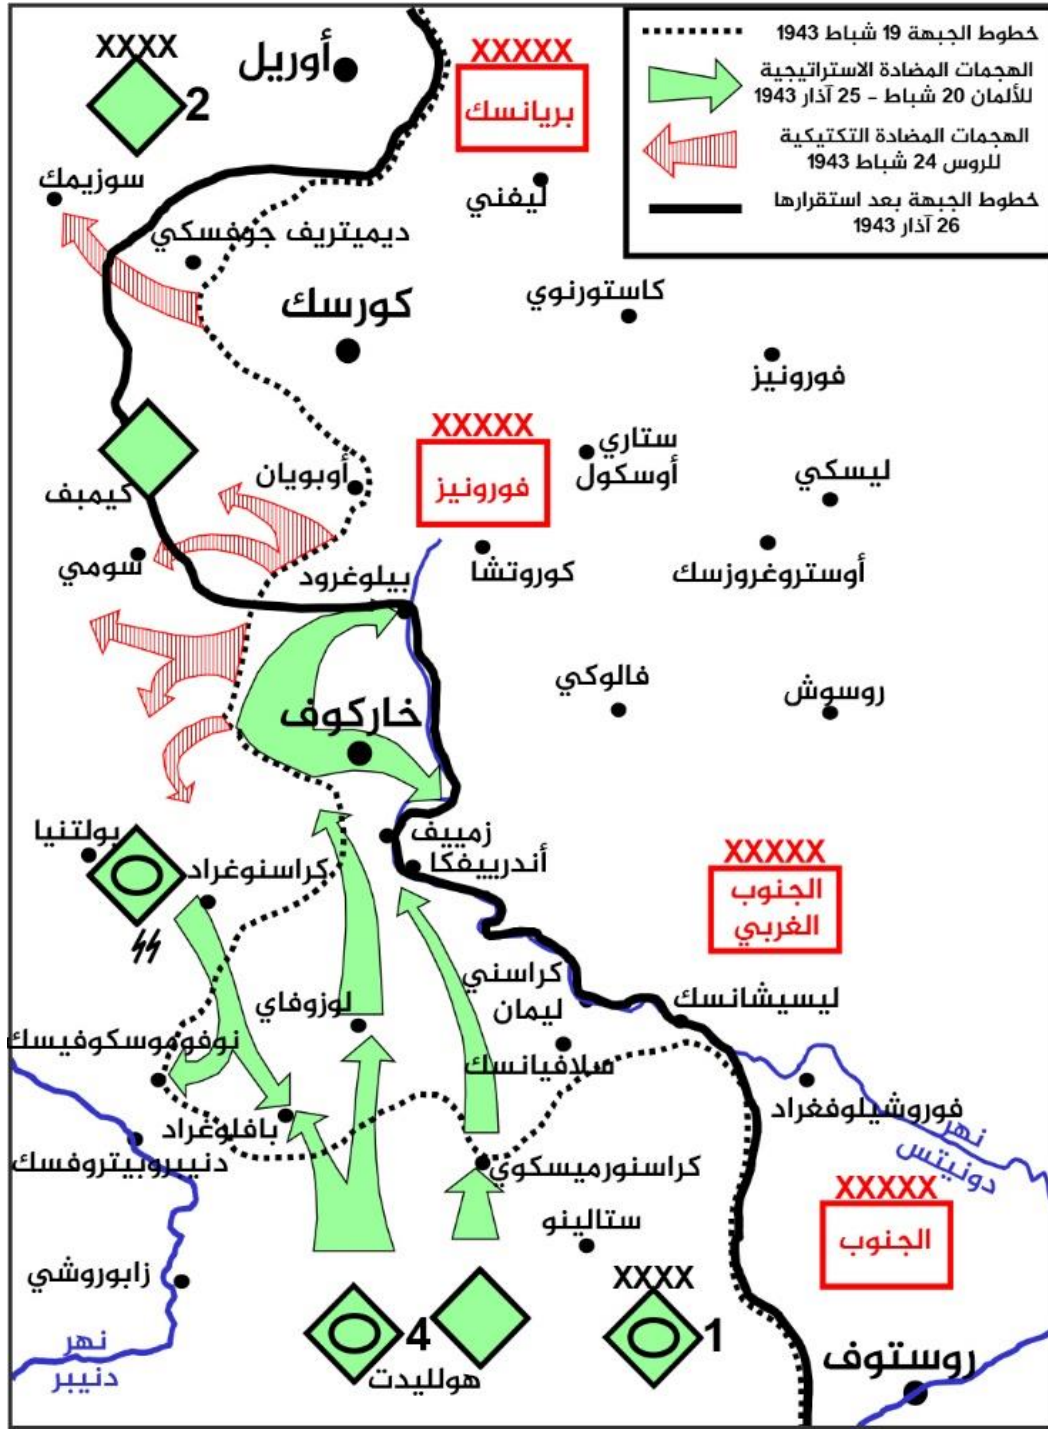 خطوط الجبهة 19 شباط 1943
الهجمات المضادة الاستراتيجية
للألمان 20 شباط - 25 آذار 1943
الهجمات المضادة التكتيكية
للروس 24 شباط 1943
خطوط الجبهة بعد استقرارها
26 آذار 1943
XXXX
2
أوريل
XXXXX
بريانسك
ليفني
سوزيمك
ديميتريف جوفسكي
كاستورنوي
كورسك
فورونيز
XXXXX
فورونيز
ستاري
أوسكول
ليسكي
أوبويان
كيمبف
سومي
كوروتشا
أوستروغروزسك
بيلوغرود
فالوكي
روسوش
خاركوف
زمييف
أندرييفكا
بولتنيا
كراسنوغراد
XXXXX
الجنوب
الغربي
كراسني
ليمان
ليسيشانسك
لوزوفاي
نوفوموسكوفيسك
سلافيانسك
فوروشيلوفغراد
نهر
دونيتس
بافلوغراد
دنيبروبيتروفسك
كراسنورميسكوي
XXXXX
الجنوب
ستالينو
زابوروشي
XXXX
1
4
هولليدت
نهر
دنيبر
روستوف